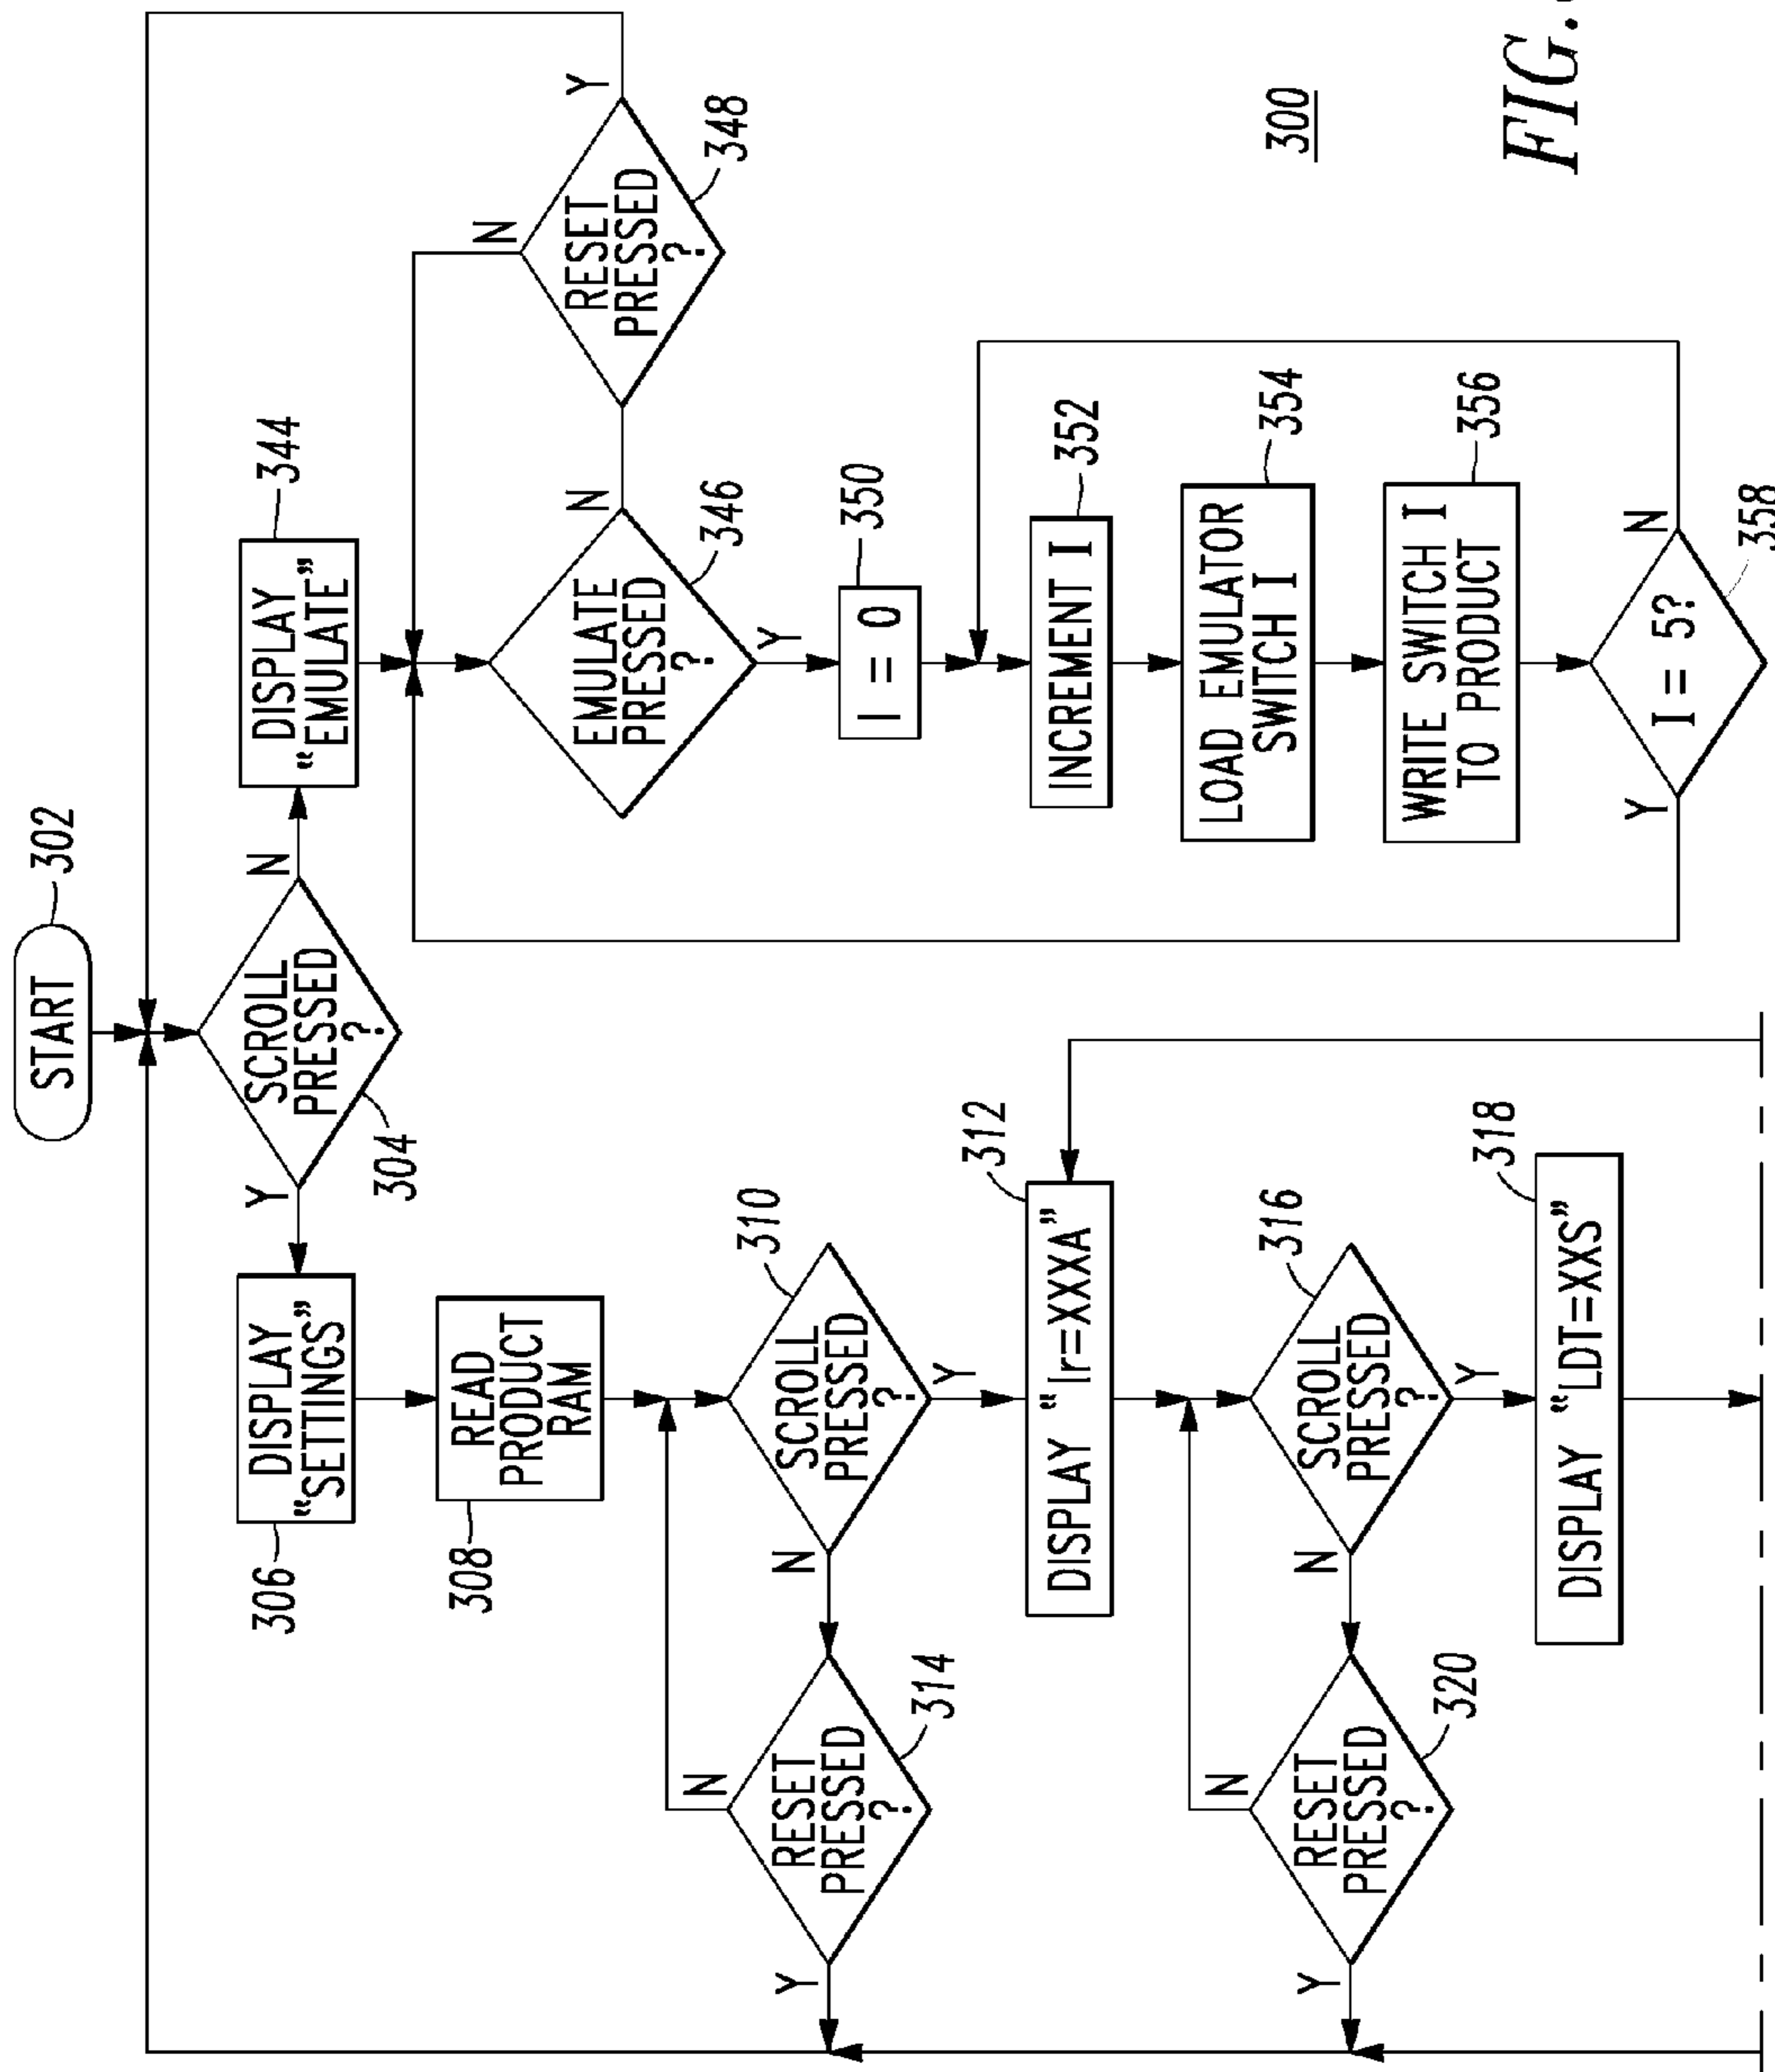 START
302
SCROLL
PRESSED
?
304
Y
N
DISPLAY
"SETTINGS"
306
READ
PRODUCT
RAM
308
SCROLL
PRESSED
?
310
N
Y
RESET
PRESSED
?
314
N
Y
DISPLAY "Ir=XXXA"
312
SCROLL
PRESSED
?
316
N
Y
RESET
PRESSED
?
320
N
Y
DISPLAY "LDT=XXS"
318
DISPLAY
"EMULATE"
344
EMULATE
PRESSED
?
346
N
Y
RESET
PRESSED
?
348
N
Y
I = 0
350
INCREMENT I
352
LOAD EMULATOR
SWITCH I
354
WRITE SWITCH I
TO PRODUCT
356
I = 5?
358
Y
N
300
FIG.